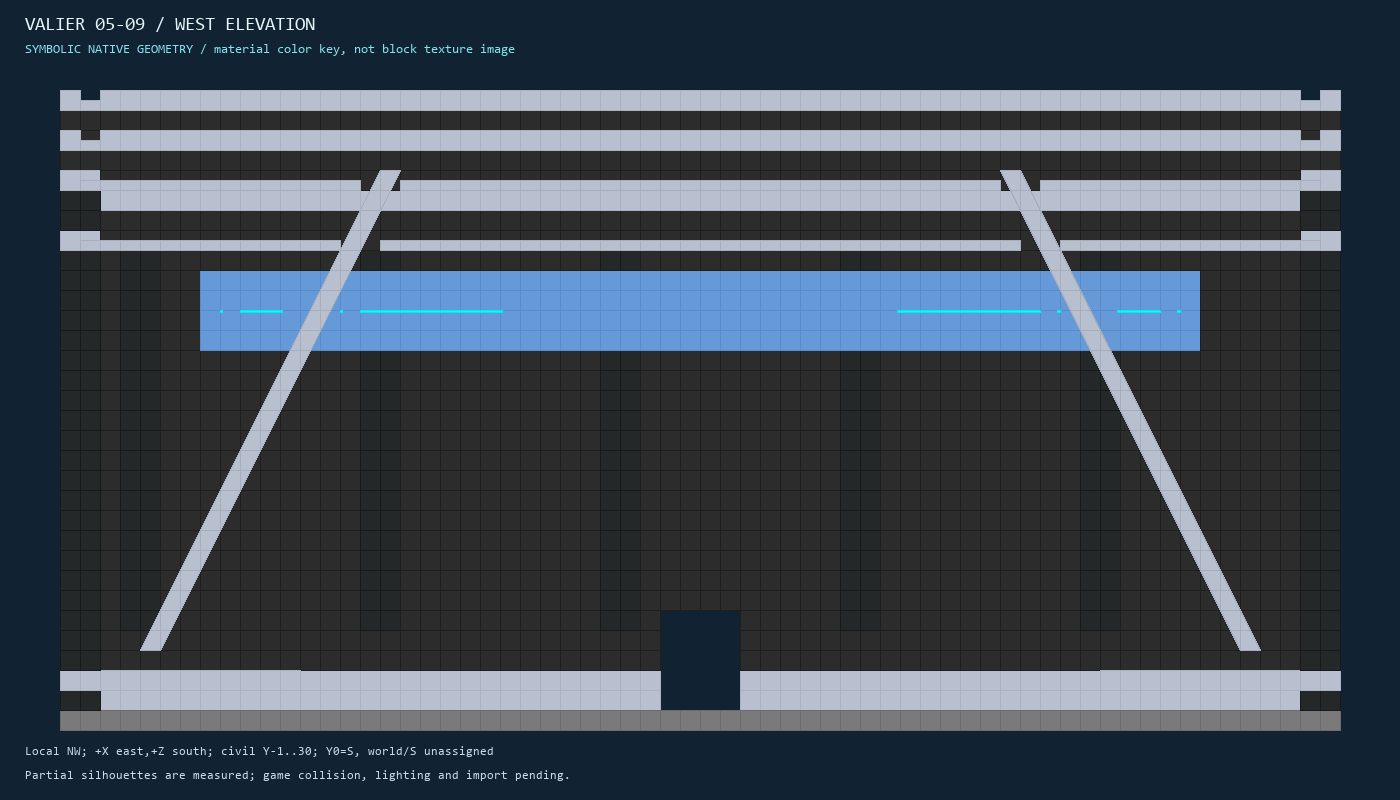 VALIER 05-09 / WEST ELEVATION
SYMBOLIC NATIVE GEOMETRY / material color key, not block texture image
Local NW; +X east,+Z south; civil Y-1..30; Y0=S, world/S unassigned
Partial silhouettes are measured; game collision, lighting and import pending.